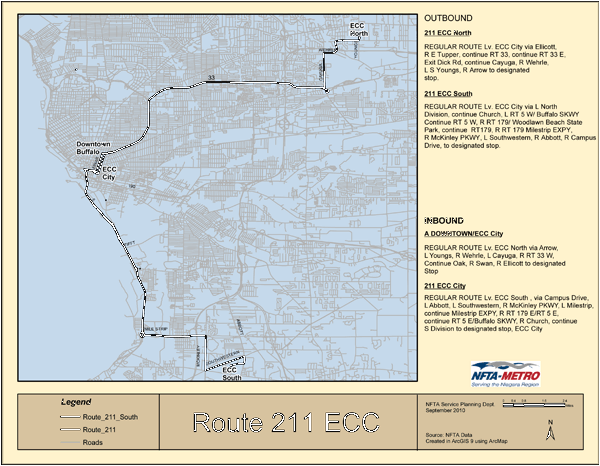 OUTBOUND
211 ECC North
REGULAR ROUTE Lv. ECC City via Ellicott,
R E Tupper, continue RT 33, continue RT 33 E,
Exit Dick Rd, continue Cayuga, R Wehrle,
L S Youngs, R Arrow to designated
stop.
211 ECC South
REGULAR ROUTE Lv. ECC City via L North
Division, continue Church, L RT 5 W/ Buffalo SKWY
Continue RT 5 W, R RT 179/ Woodlawn Beach State
Park, continue RT179, R RT 179 Milestrip EXPY,
R McKinley PKWY, L Southwestern, R Abbott, R Campus
Drive, to designated stop.
INBOUND
A DOWNTOWN/ECC City
REGULAR ROUTE Lv. ECC North via Arrow,
L Youngs, R Wehrle, L Cayuga, R RT 33 W,
Continue Oak, R Swan, R Ellicott to designated
Stop
211 ECC City
REGULAR ROUTE Lv. ECC South , via Campus Drive,
L Abbott, L Southwestern, R McKinley PKWY, L Milestrip,
continue Milestrip EXPY, R RT 179 E/RT 5 E,
continue RT 5 E/Buffalo SKWY, R Church, continue
S Division to designated stop, ECC City
ECC
North
33
Downtown
Buffalo
ECC
City
MILESTRIP
SOUTHWESTERN
ECC
South
NFTA-METRO
Serving the Niagara Region
Legend
Route_211_South
Route_211
Roads
Route 211 ECC
NFTA Service Planning Dept
September 2010
Source: NFTA Data
Created in ArcGIS 9 using ArcMap
N